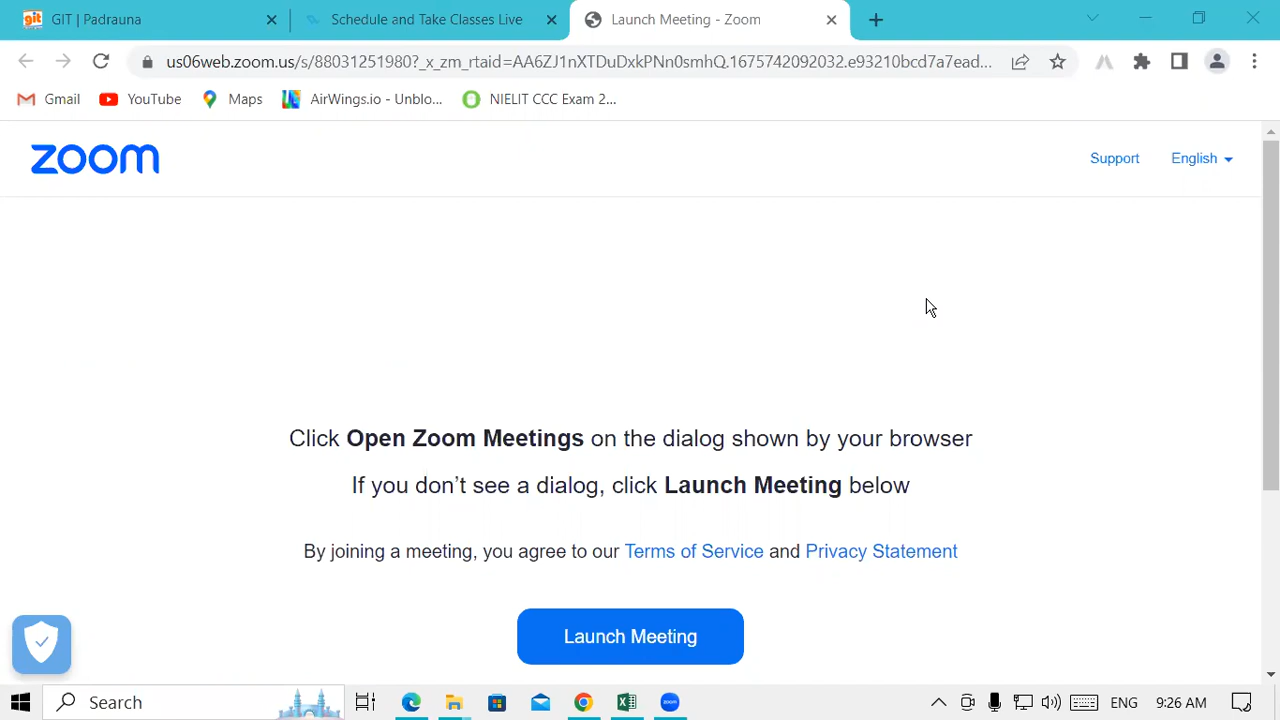 GIT | Padrauna
Schedule and Take Classes Live
Launch Meeting - Zoom
us06web.zoom.us/s/88031251980?_x_zm_rtaid=AA6ZJ1nXTDuDxkPNn0smhQ.1675742092032.e93210bcd7a7ead...
Gmail
YouTube
Maps
AirWings.io - Unblo...
NIELIT CCC Exam 2...
zoom
Support
English
Click Open Zoom Meetings on the dialog shown by your browser
If you don’t see a dialog, click Launch Meeting below
By joining a meeting, you agree to our Terms of Service and Privacy Statement
Launch Meeting
Search
zoom
ENG
9:26 AM